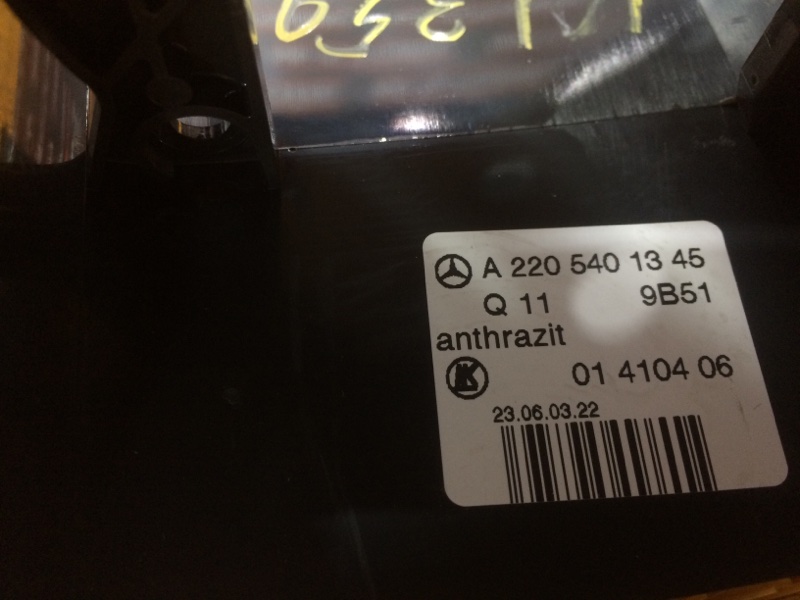 A 220 540 13 45
Q 11 9B51
anthrazit
K 01 4104 06
23.06.03.22